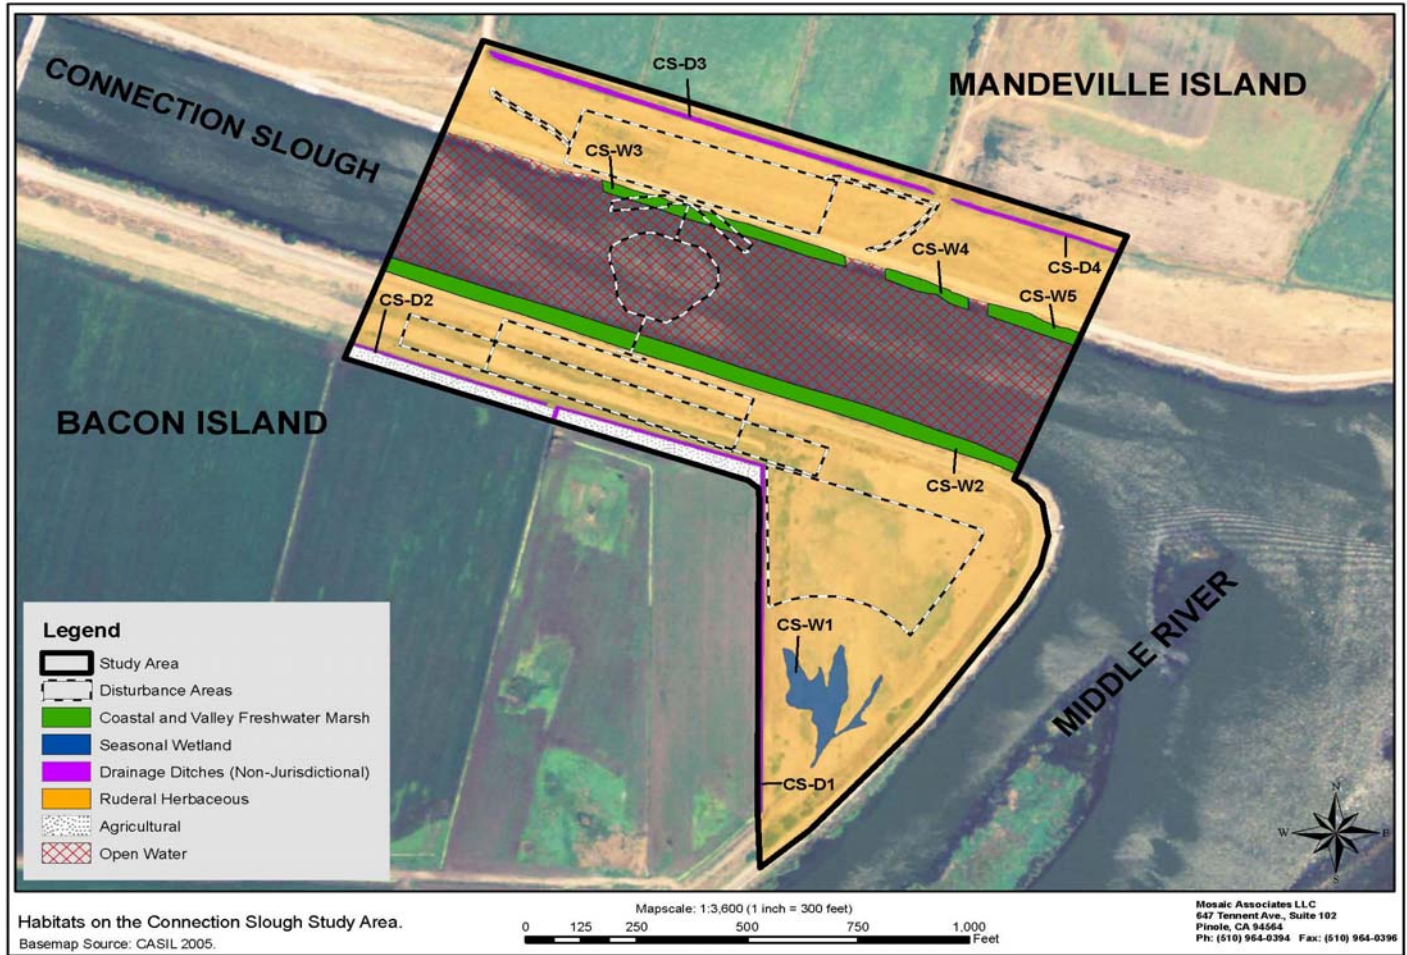 CONNECTION SLOUGH
CS-D3
MANDEVILLE ISLAND
CS-W3
CS-W4
CS-D4
CS-W5
CS-D2
BACON ISLAND
CS-W2
CS-W1
MIDDLE RIVER
CS-D1
Legend
Study Area
Disturbance Areas
Coastal and Valley Freshwater Marsh
Seasonal Wetland
Drainage Ditches (Non-Jurisdictional)
Ruderal Herbaceous
Agricultural
Open Water
N
W E
S
Habitats on the Connection Slough Study Area.
Basemap Source: CASIL 2005.
Mapscale: 1:3,600 (1 inch = 300 feet)
0 125 250 500 750 1,000
Feet
Mosaic Associates LLC
647 Tennent Ave., Suite 102
Pinole, CA 94564
Ph: (510) 964-0394 Fax: (510) 964-0396